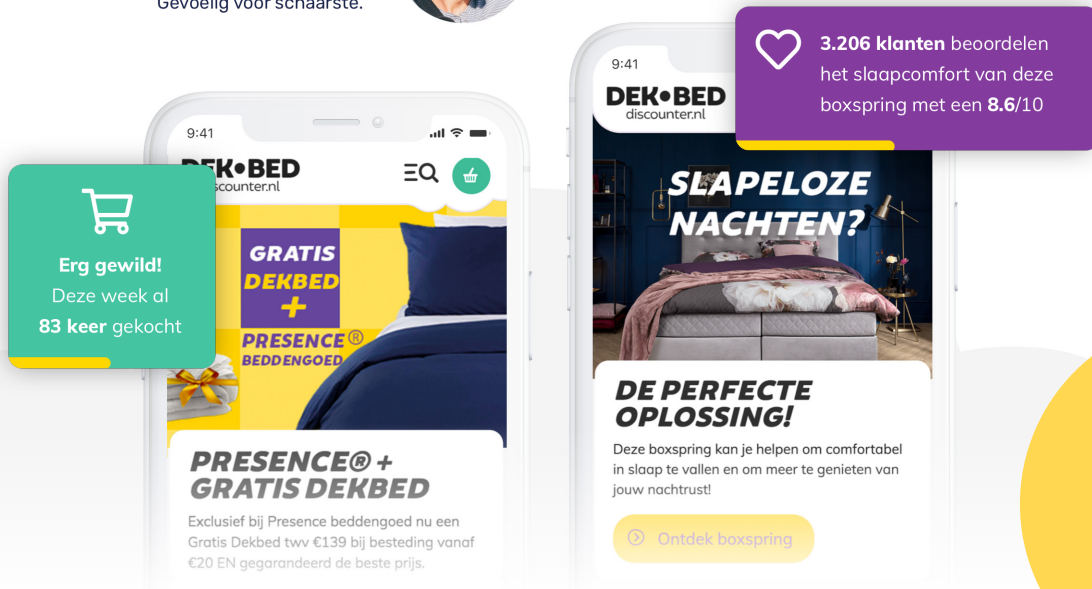 Gevoelig voor schaarste.
9:41
DEK•BED
discounter.nl
GRATIS
DEKBED
+
PRESENCE®
BEDDENGOED
PRESENCE® +
GRATIS DEKBED
Exclusief bij Presence beddengoed nu een
Gratis Dekbed twv €139 bij besteding vanaf
€20 EN gegarandeerd de beste prijs.
Erg gewild!
Deze week al
83 keer gekocht
9:41
DEK•BED
discounter.nl
SLAPELOZE
NACHTEN?
DE PERFECTE
OPLOSSING!
Deze boxspring kan je helpen om comfortabel
in slaap te vallen en om meer te genieten van
jouw nachtrust!
Ontdek boxspring
3.206 klanten beoordelen
het slaapcomfort van deze
boxspring met een 8.6/10